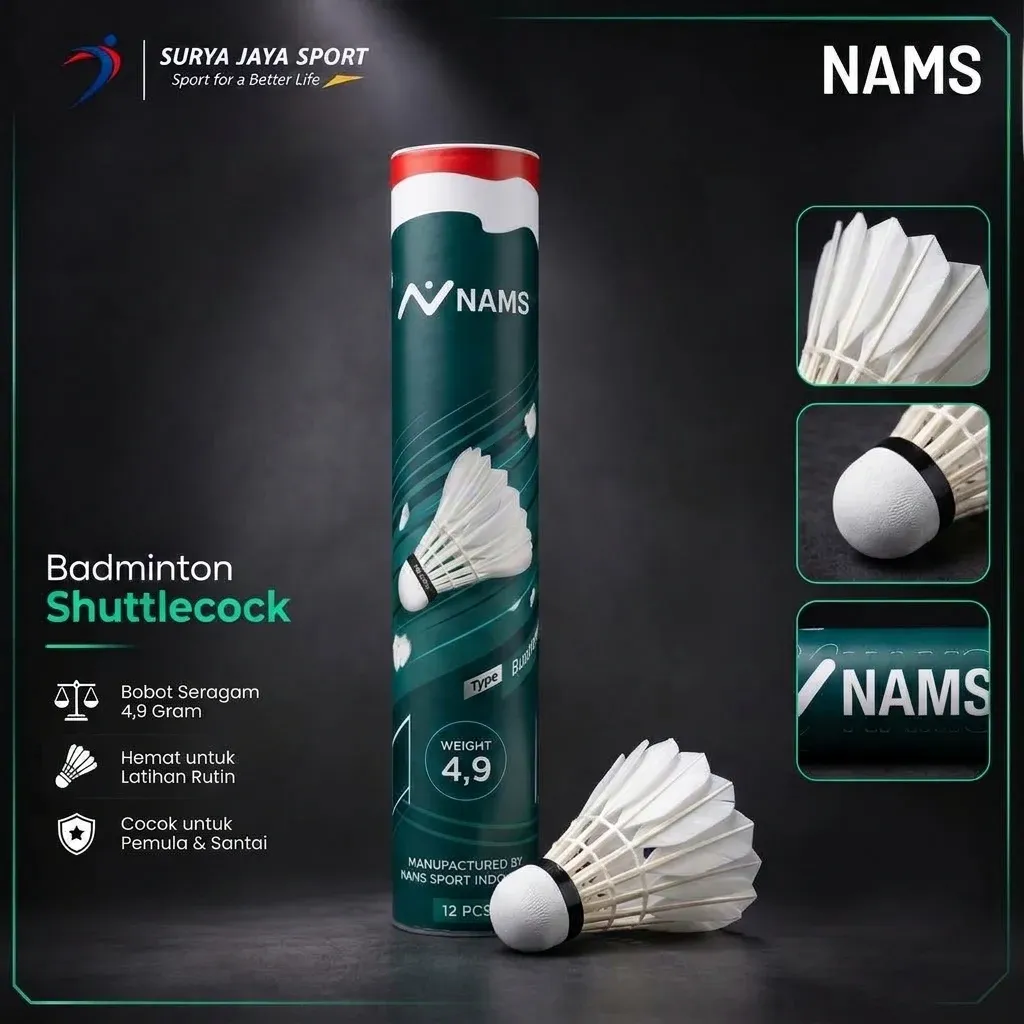 SURYA JAYA SPORT
Sport for a Better Life
NAMS
NAMS
Badminton
Shuttlecock
Bobot Seragam
4,9 Gram
Hemat untuk
Latihan Rutin
Cocok untuk
Pemula & Santai
Type
WEIGHT
4,9
MANUPACTURED BY
NANS SPORT
12 PCS
NAMS